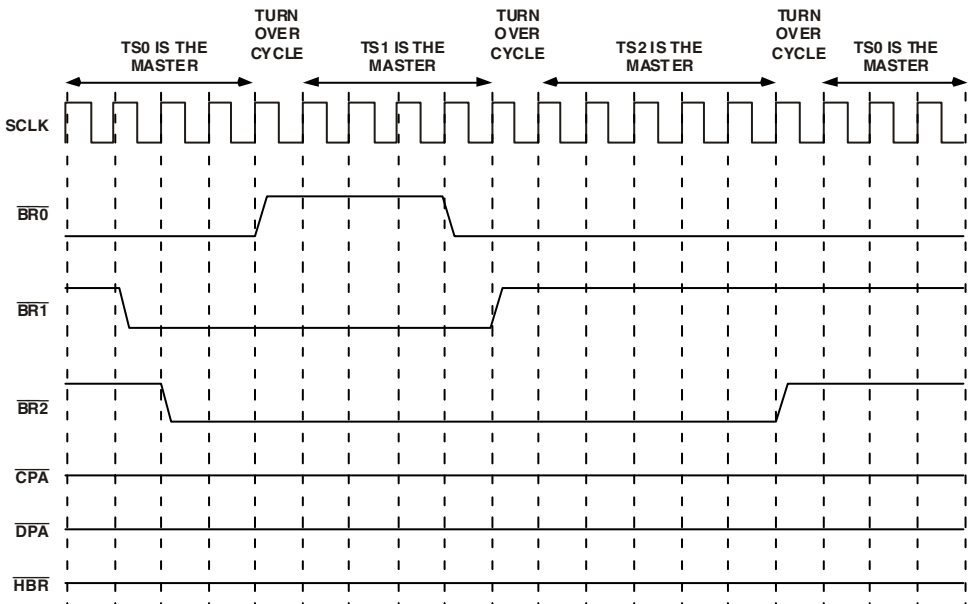 TURN
OVER
CYCLE
TURN
OVER
CYCLE
TURN
OVER
CYCLE
TS0 IS THE
MASTER
TS1 IS THE
MASTER
TS2 IS THE
MASTER
TS0 IS THE
MASTER
SCLK
BR0
BR1
BR2
CPA
DPA
HBR